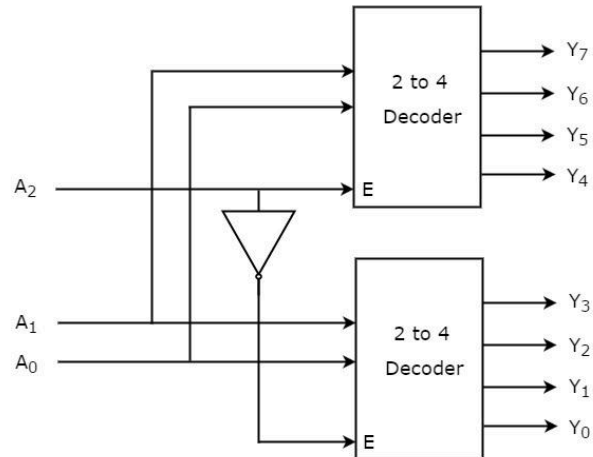 2 to 4
Decoder
E
Y₇
Y₆
Y₅
Y₄
A₂
A₁
A₀
2 to 4
Decoder
E
Y₃
Y₂
Y₁
Y₀